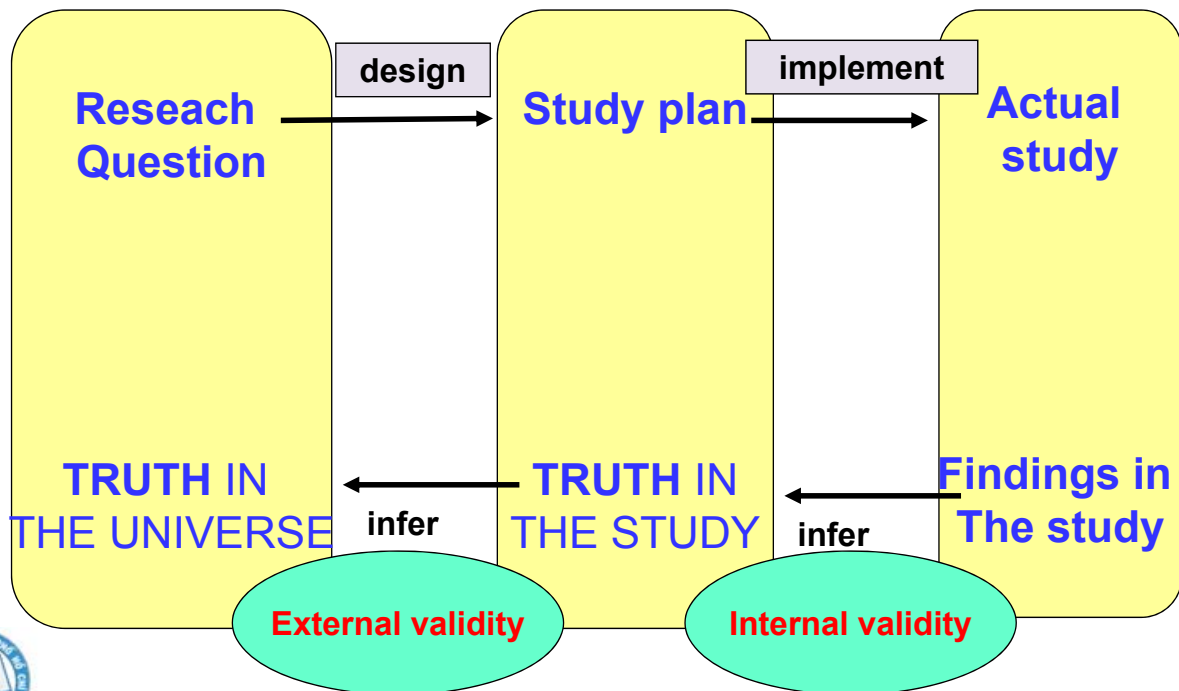 design
implement
Reseach
Question
Study plan
Actual
study
TRUTH IN
THE UNIVERSE
infer
TRUTH IN
THE STUDY
infer
Findings in
The study
External validity
Internal validity